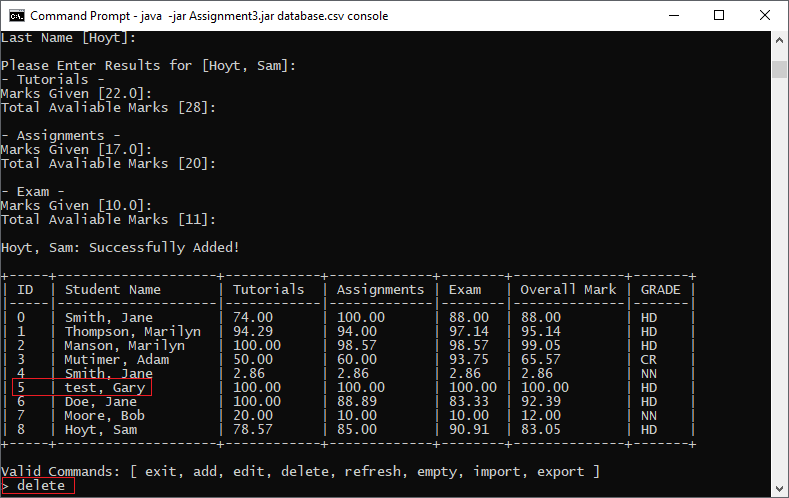 Command Prompt - java  -jar Assignment3.jar database.csv console
Last Name [Hoyt]:
Please Enter Results for [Hoyt, Sam]:
- Tutorials -
Marks Given [22.0]:
Total Avaliable Marks [28]:
- Assignments -
Marks Given [17.0]:
Total Avaliable Marks [20]:
- Exam -
Marks Given [10.0]:
Total Avaliable Marks [11]:
Hoyt, Sam: Successfully Added!
+-----+--------------------+------------+-------------+--------+--------------+-------+
| ID  | Student Name       | Tutorials  | Assignments | Exam   | Overall Mark | GRADE |
|-----|--------------------|------------|-------------|--------|--------------|-------|
| 0   | Smith, Jane        | 74.00      | 100.00      | 88.00  | 88.00        | HD    |
| 1   | Thompson, Marilyn  | 94.29      | 94.00       | 97.14  | 95.14        | HD    |
| 2   | Manson, Marilyn    | 100.00     | 98.57       | 98.57  | 99.05        | HD    |
| 3   | Mutimer, Adam      | 50.00      | 60.00       | 93.75  | 65.57        | CR    |
| 4   | Smith, Jane        | 2.86       | 2.86        | 2.86   | 2.86         | NN    |
| 5   | test, Gary         | 100.00     | 100.00      | 100.00 | 100.00       | HD    |
| 6   | Doe, Jane          | 100.00     | 88.89       | 83.33  | 92.39        | HD    |
| 7   | Moore, Bob         | 20.00      | 10.00       | 10.00  | 12.00        | NN    |
| 8   | Hoyt, Sam          | 78.57      | 85.00       | 90.91  | 83.05        | HD    |
+-----+--------------------+------------+-------------+--------+--------------+-------+
Valid Commands: [ exit, add, edit, delete, refresh, empty, import, export ]
> delete